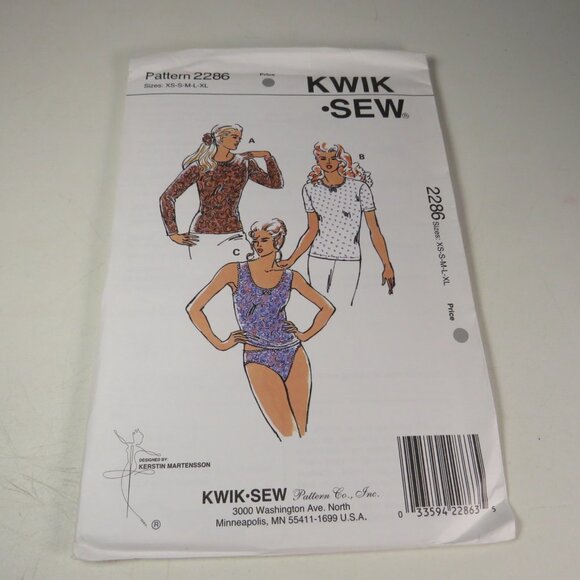 Pattern 2286
Sizes: XS-S-M-L-XL
Price
KWIK
•SEW®
A
B
C
2286 Sizes: XS-S-M-L-XL
Price
DESIGNED BY:
KERSTIN MARTENSSON
®
KWIK•SEW Pattern Co., Inc.
3000 Washington Ave. North
Minneapolis, MN 55411-1699 U.S.A.
0 33594 22863 5